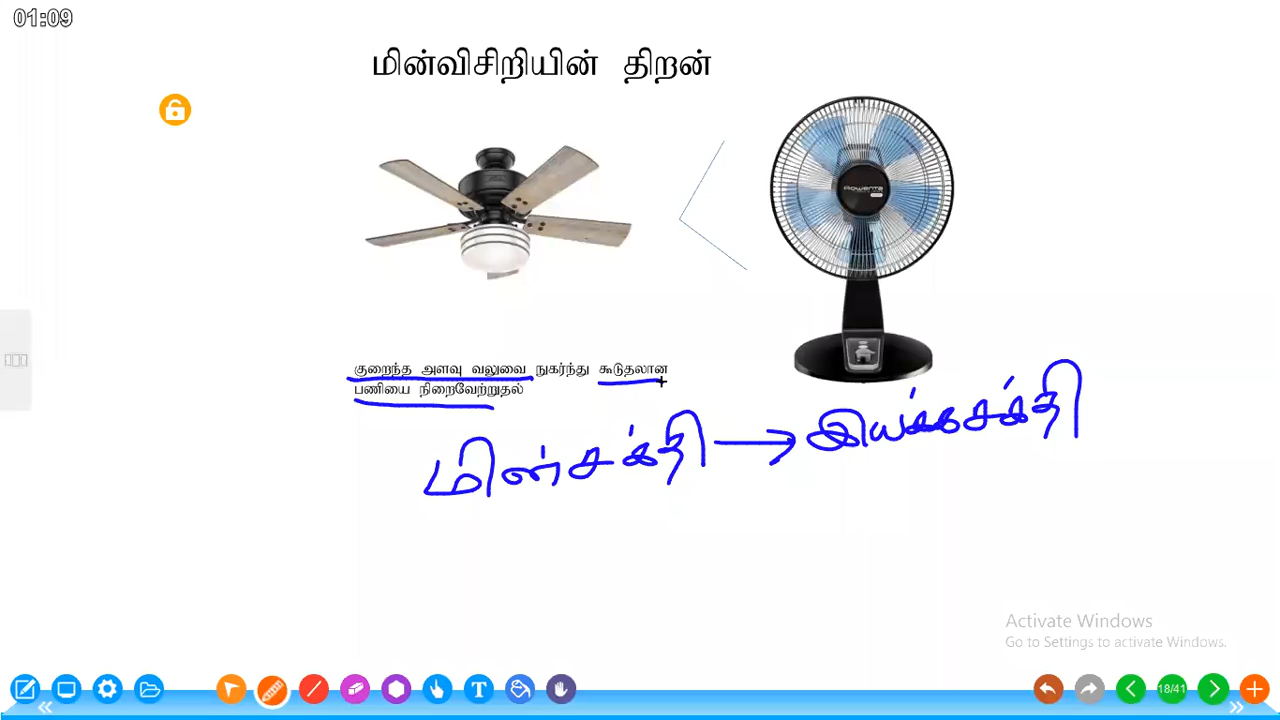 01:09
மின்விசிறியின் திறன்
Rowenta
குறைந்த அளவு வலுவை நுகர்ந்து கூடுதலான
பணியை நிறைவேற்றுதல்
மின்சக்தி → இயக்கசக்தி
Activate Windows
Go to Settings to activate Windows.
T
18/41